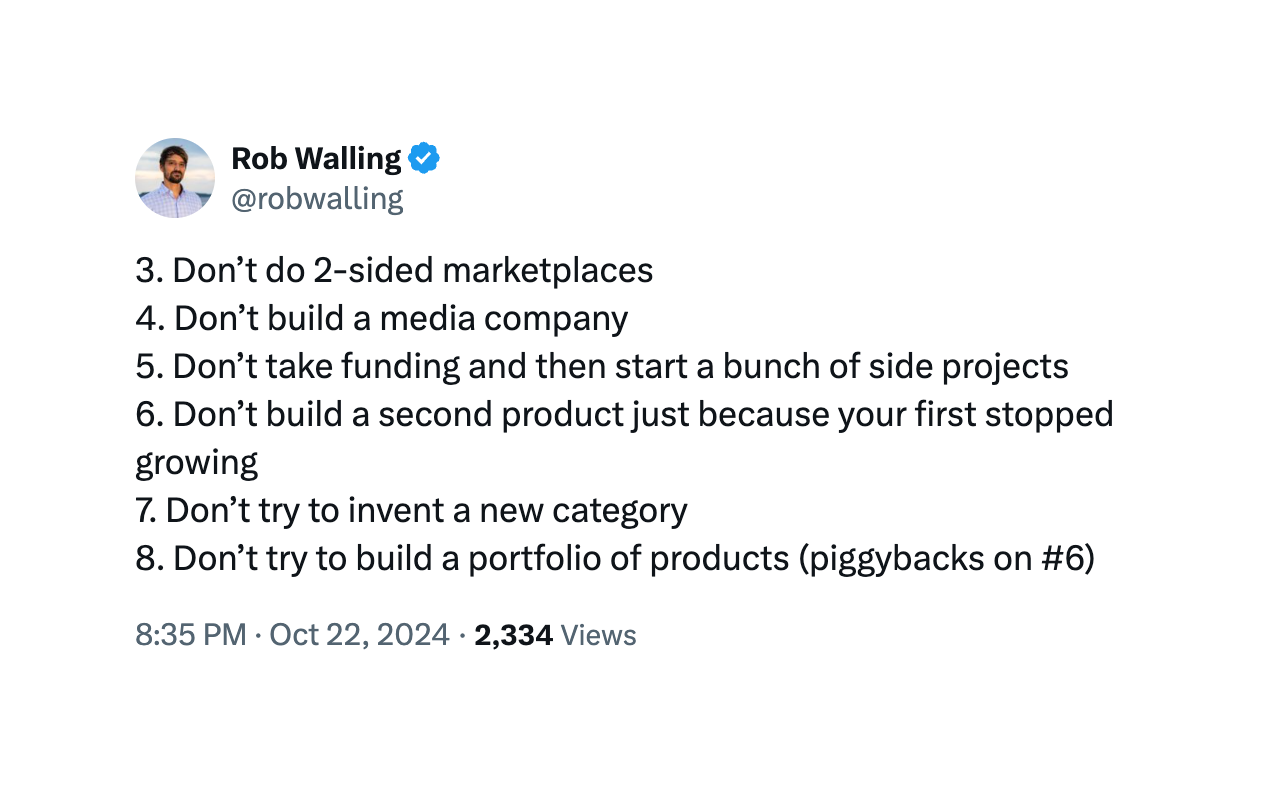 Rob Walling
@robwalling
3. Don’t do 2-sided marketplaces
4. Don’t build a media company
5. Don’t take funding and then start a bunch of side projects
6. Don’t build a second product just because your first stopped
growing
7. Don’t try to invent a new category
8. Don’t try to build a portfolio of products (piggybacks on #6)
8:35 PM · Oct 22, 2024 · 2,334 Views